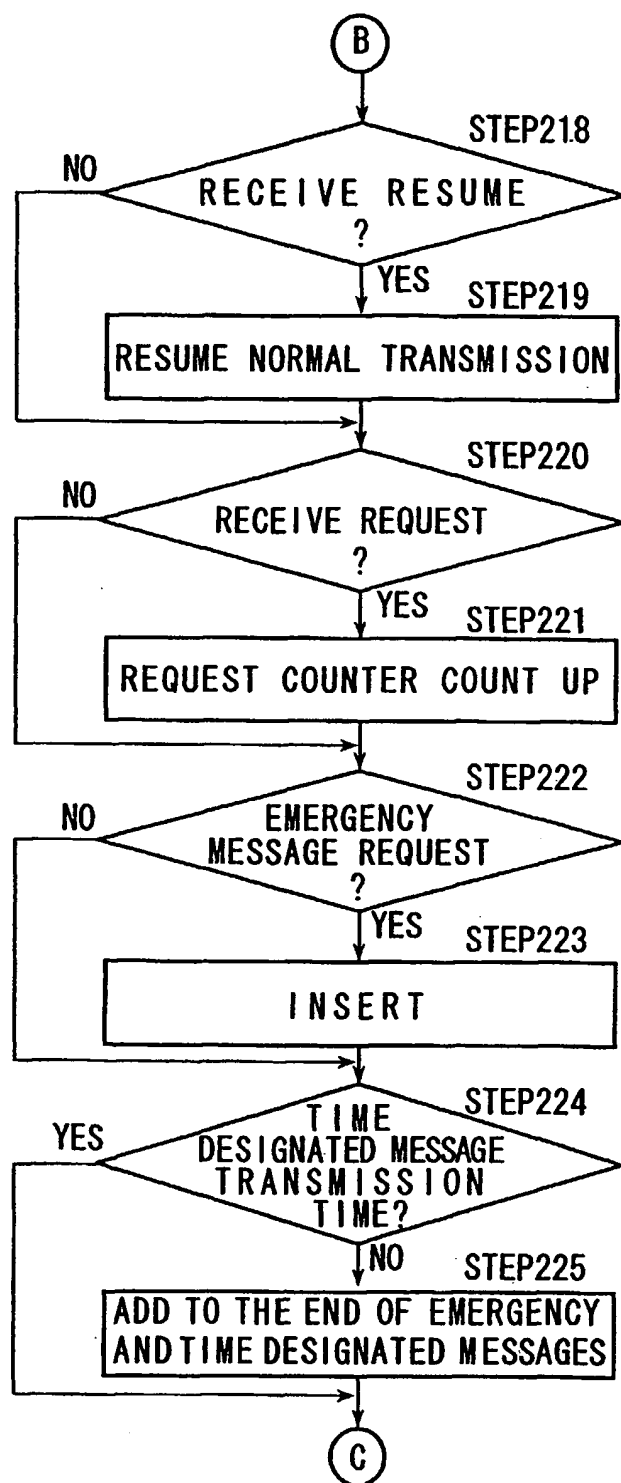 B
STEP218
NO
RECEIVE RESUME
?
YES
STEP219
RESUME NORMAL TRANSMISSION
STEP220
NO
RECEIVE REQUEST
?
YES
STEP221
REQUEST COUNTER COUNT UP
STEP222
NO
EMERGENCY
MESSAGE REQUEST
?
YES
STEP223
INSERT
STEP224
YES
TIME
DESIGNATED MESSAGE
TRANSMISSION
TIME?
NO
STEP225
ADD TO THE END OF EMERGENCY
AND TIME DESIGNATED MESSAGES
C